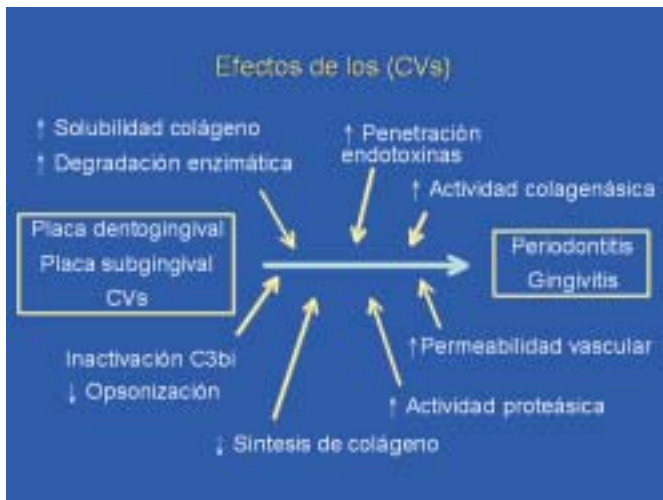 Efectos de los (CVs)
↑ Solubilidad colágeno
↑ Degradación enzimática
↑ Penetración
endotoxinas
↑ Actividad colagenásica
Placa dentogingival
Placa subgingival
CVs
Periodontitis
Gingivitis
Inactivación C3bi
↓ Opsonización
↑Permeabilidad vascular
↑ Actividad proteásica
↓ Síntesis de colágeno